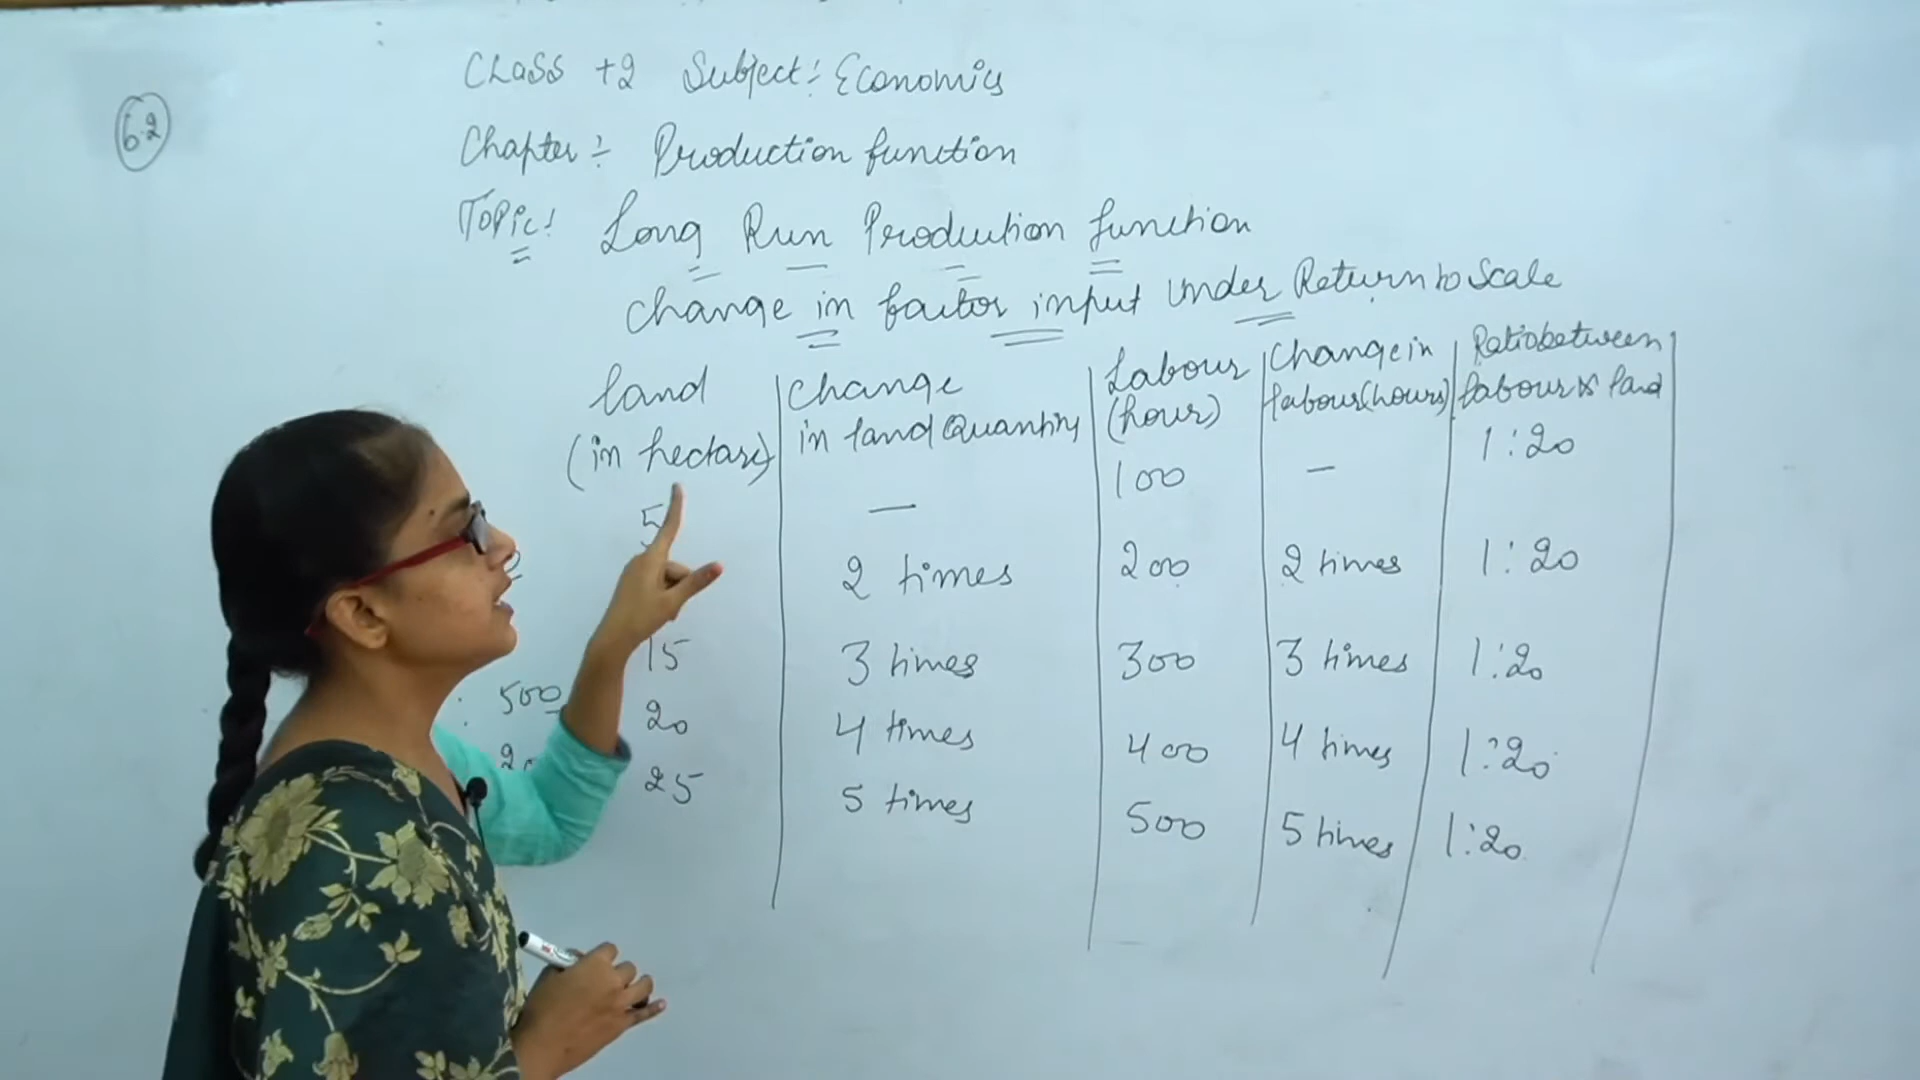 6.2
Class +2 Subject: Economics
Chapter ÷ Production function
Topic: Long Run Production function
change in factor input under Return to Scale
land (in hectare) | change in land Quantity | Labour (hour) | Change in labour (hours) | Ratio between labour & land
5 | — | 100 | — | 1:20
2 times | 200 | 2 times | 1:20
15 | 3 times | 300 | 3 times | 1:20
20 | 4 times | 400 | 4 times | 1:20
25 | 5 times | 500 | 5 times | 1:20
500